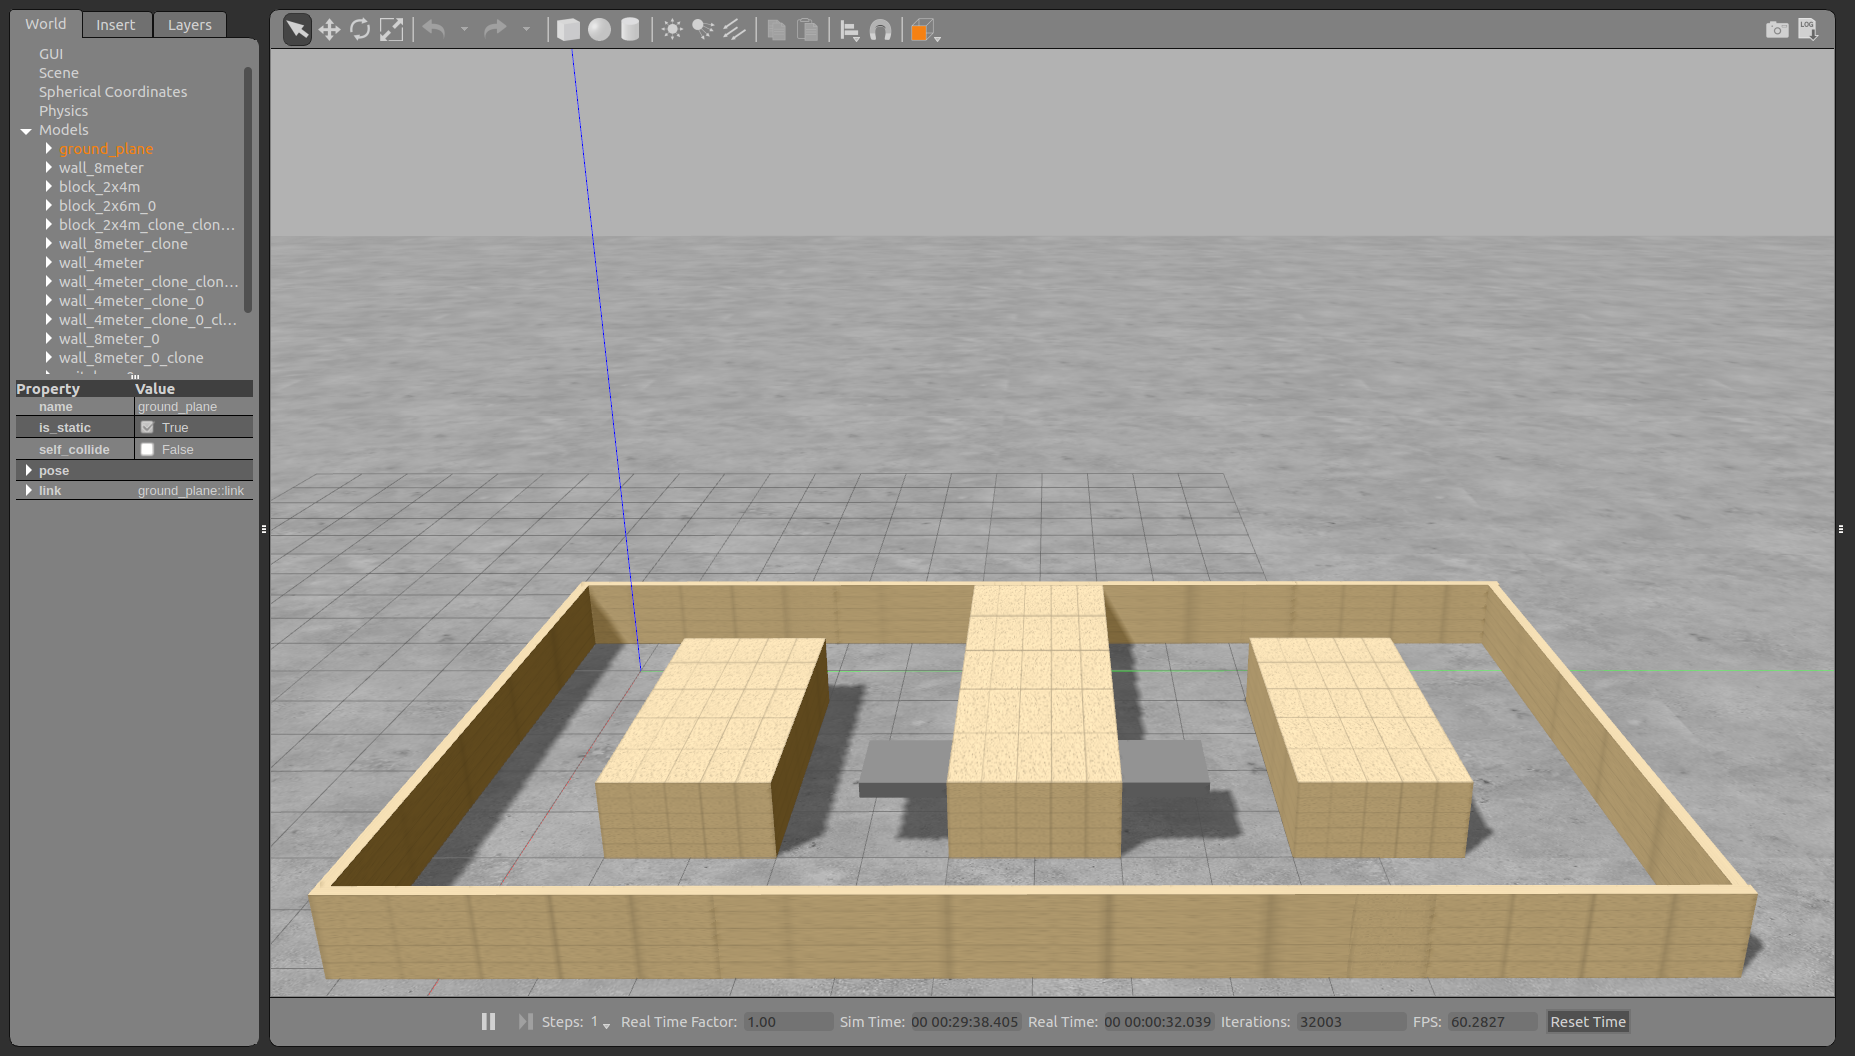 World Insert Layers
GUI
Scene
Spherical Coordinates
Physics
Models
ground_plane
wall_8meter
block_2x4m
block_2x6m_0
block_2x4m_clone_clon...
wall_8meter_clone
wall_4meter
wall_4meter_clone_clon...
wall_4meter_clone_0
wall_4meter_clone_0_cl...
wall_8meter_0
wall_8meter_0_clone
Property Value
name ground_plane
is_static True
self_collide False
pose
link ground_plane::link
LOG
Steps: 1 Real Time Factor: 1.00 Sim Time: 00 00:29:38.405 Real Time: 00 00:00:32.039 Iterations: 32003 FPS: 60.2827 Reset Time